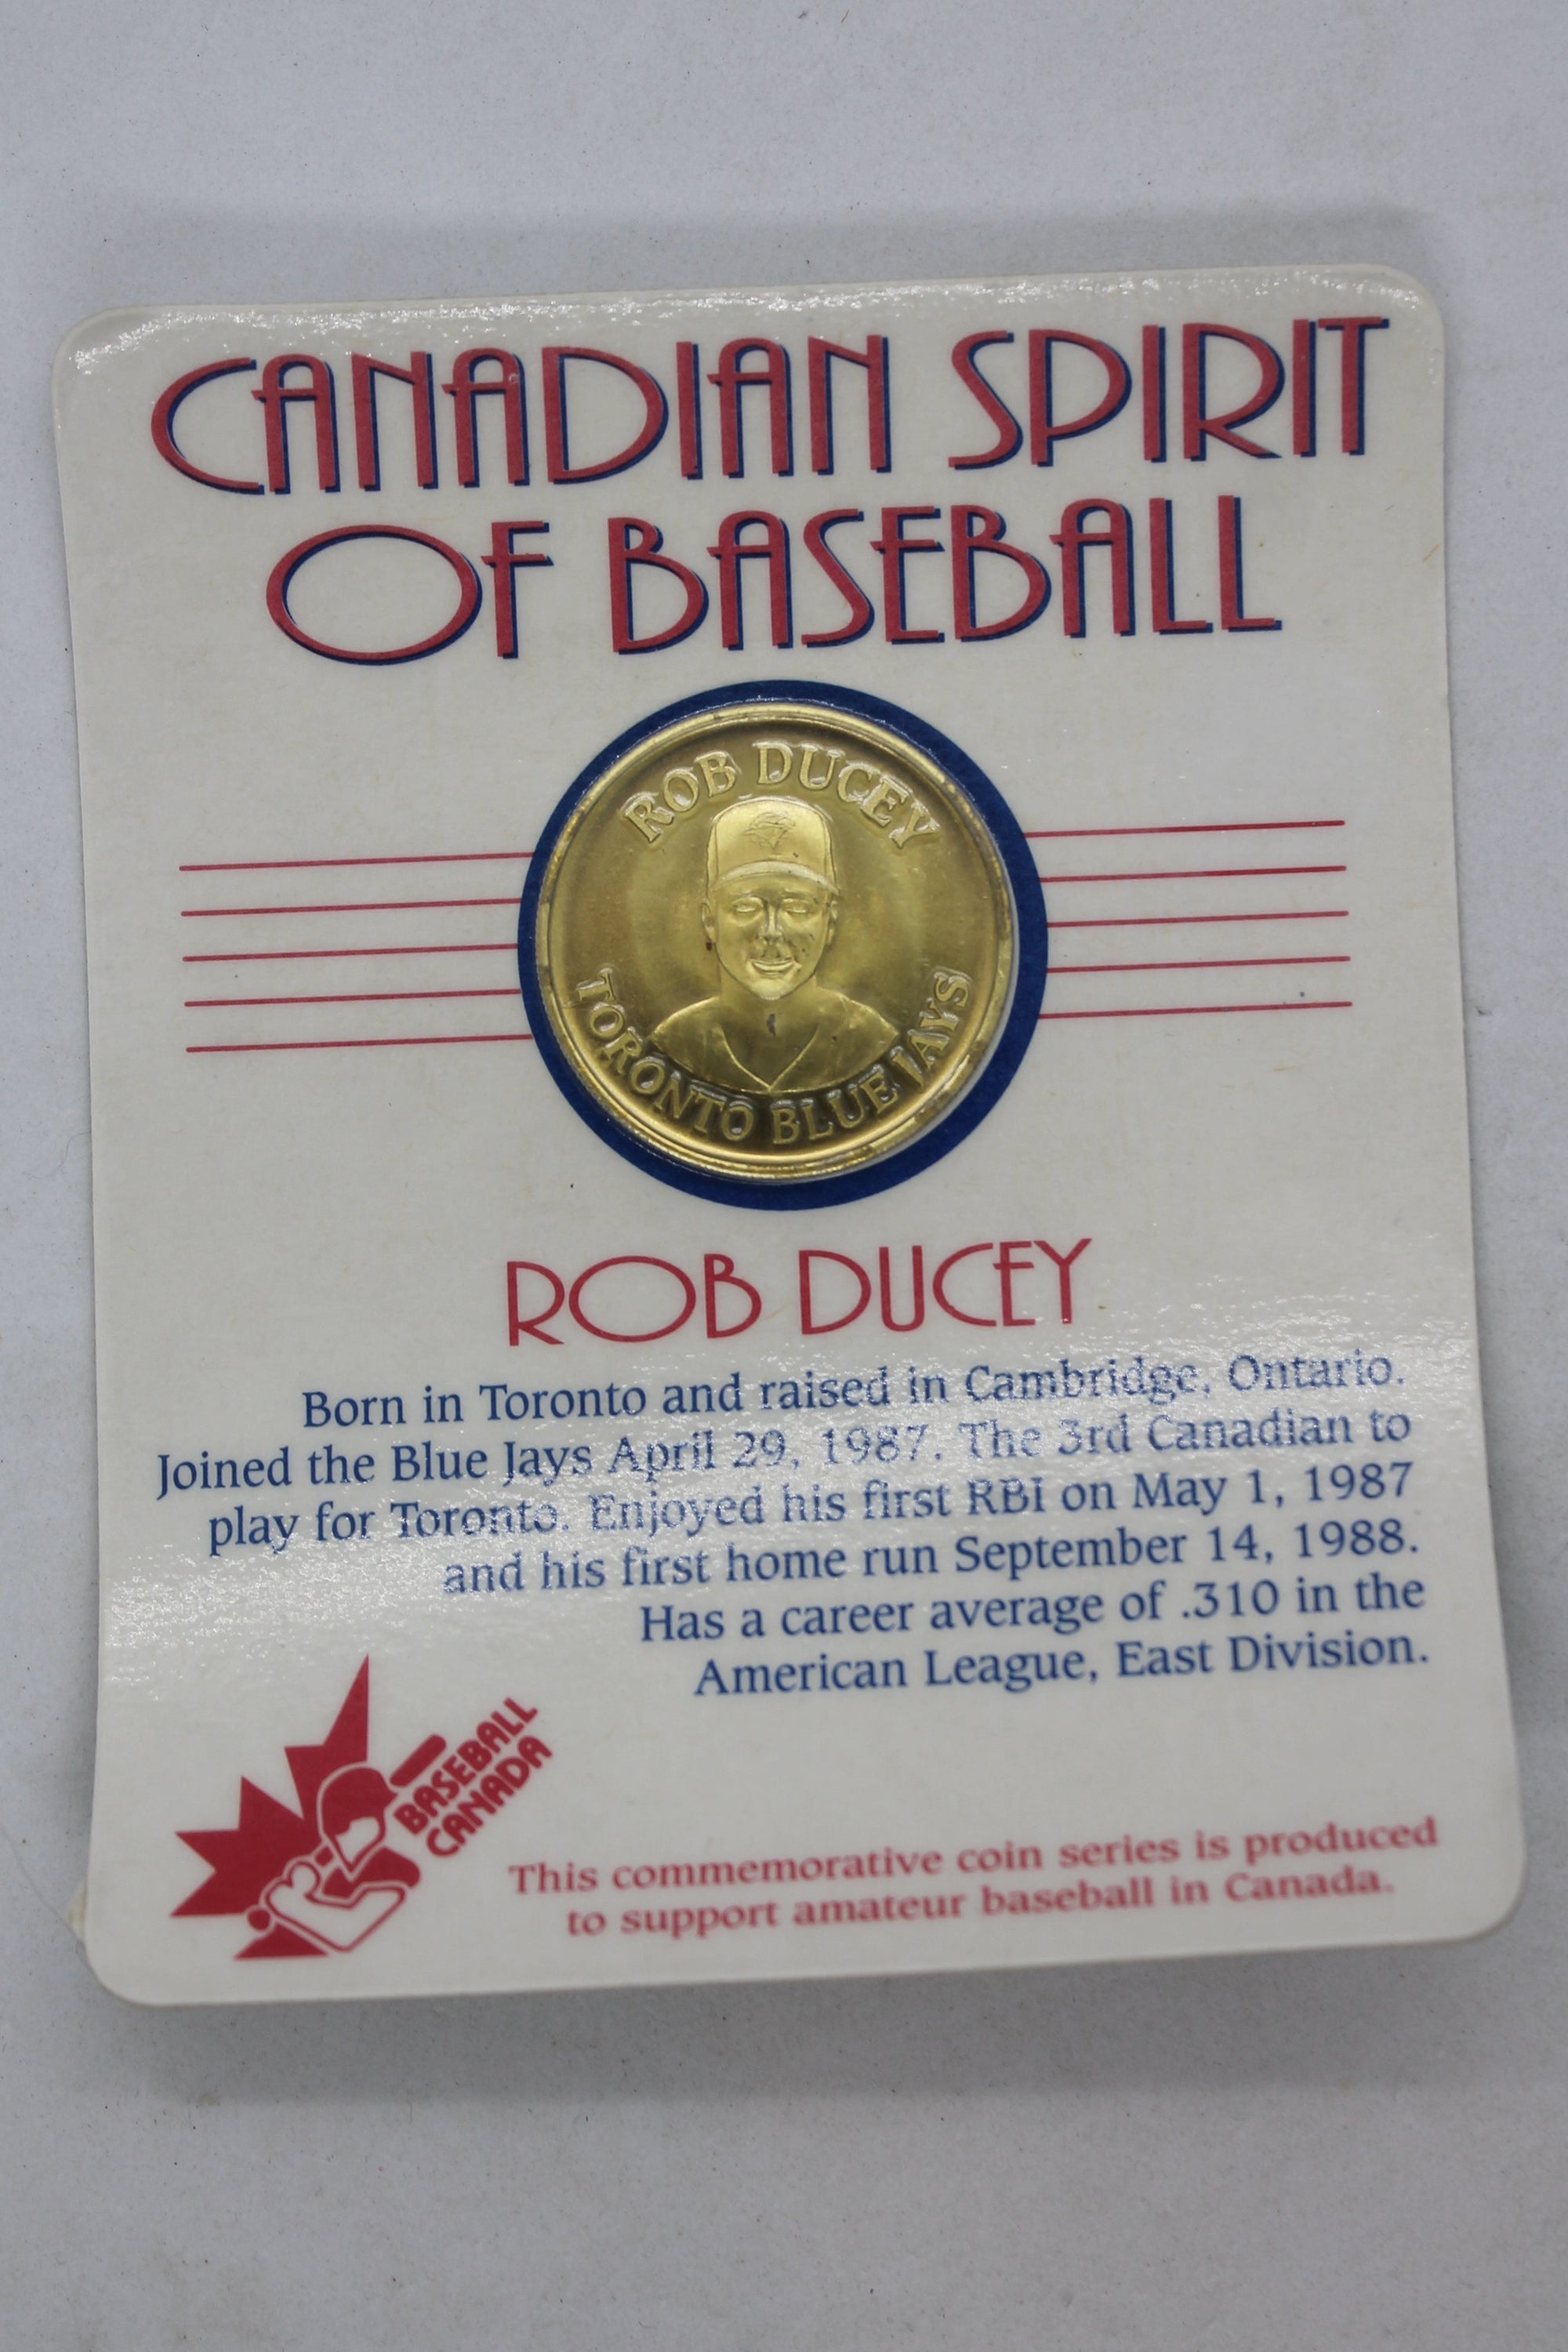 CANADIAN SPIRIT
OF BASEBALL
ROB DUCEY
TORONTO BLUE JAYS
ROB DUCEY
Born in Toronto and raised in Cambridge, Ontario.
Joined the Blue Jays April 29, 1987. The 3rd Canadian to
play for Toronto. Enjoyed his first RBI on May 1, 1987
and his first home run September 14, 1988.
Has a career average of .310 in the
American League, East Division.
BASEBALL
CANADA
This commemorative coin series is produced
to support amateur baseball in Canada.